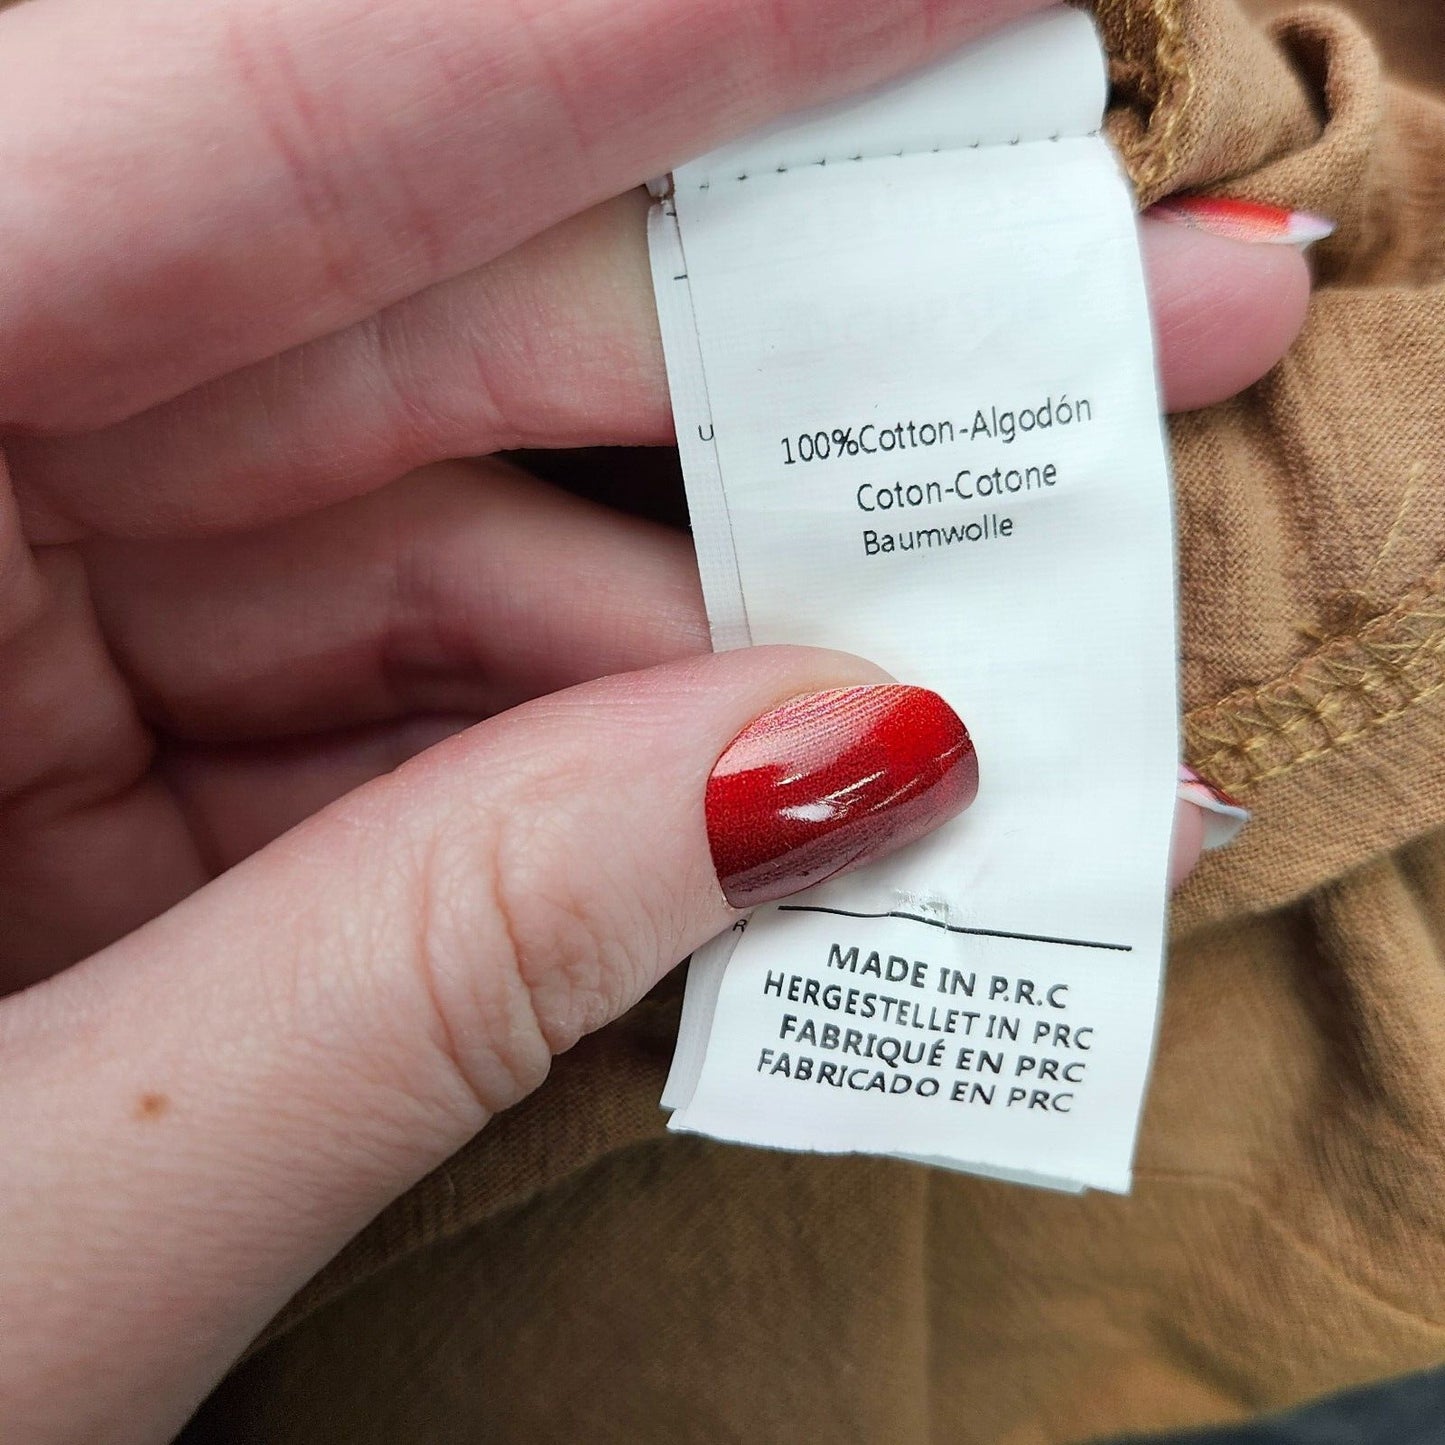 100%Cotton-Algodón
Coton-Cotone
Baumwolle
MADE IN P.R.C
HERGESTELLET IN PRC
FABRIQUÉ EN PRC
FABRICADO EN PRC